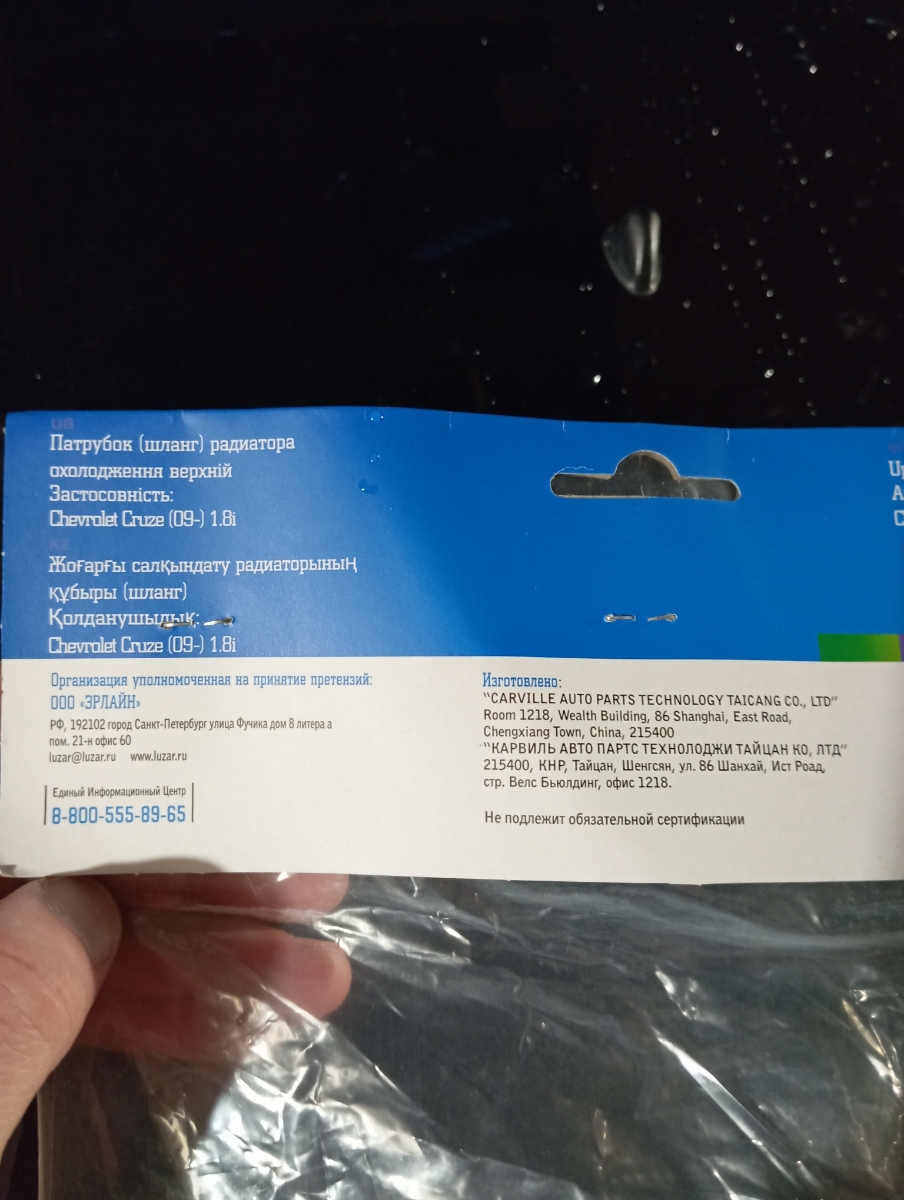 ua
Патрубок (шланг) радиатора
охолодження верхній
Застосовність:
Chevrolet Cruze (09-) 1.8i
kz
Жоғарғы салқындату радиаторының
құбыры (шланг)
Қолданушылық:
Chevrolet Cruze (09-) 1.8i
Организация уполномоченная на принятие претензий:
ООО «ЭРЛАЙН»
РФ, 192102 город Санкт-Петербург улица Фучика дом 8 литера а
пом. 21-н офис 60
luzar@luzar.ru www.luzar.ru
Единый Информационный Центр
8-800-555-89-65
Изготовлено:
"CARVILLE AUTO PARTS TECHNOLOGY TAICANG CO., LTD"
Room 1218, Wealth Building, 86 Shanghai, East Road,
Chengxiang Town, China, 215400
"КАРВИЛЬ АВТО ПАРТС ТЕХНОЛОДЖИ ТАЙЦАН КО, ЛТД"
215400, КНР, Тайцан, Шенгсян, ул. 86 Шанхай, Ист Роад,
стр. Велс Бьюлдинг, офис 1218.
Не подлежит обязательной сертификации